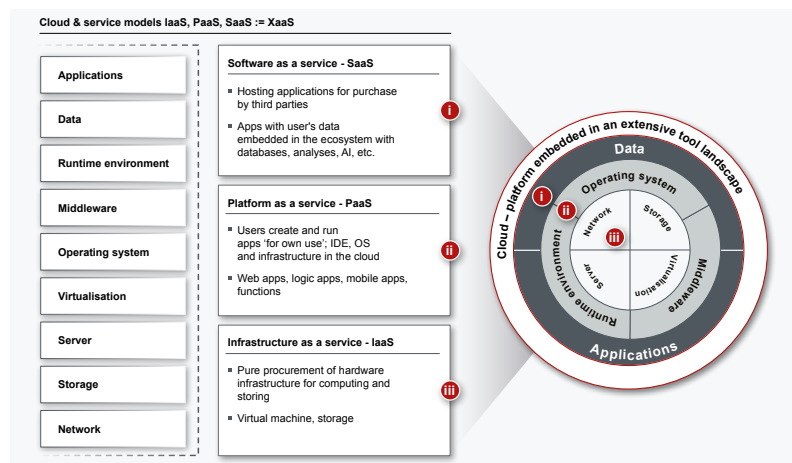 Cloud & service models IaaS, PaaS, SaaS := XaaS
Applications
Data
Runtime environment
Middleware
Operating system
Virtualisation
Server
Storage
Network
Software as a service - SaaS
▪ Hosting applications for purchase
by third parties
▪ Apps with user's data
embedded in the ecosystem with
databases, analyses, AI, etc.
i
Platform as a service - PaaS
▪ Users create and run
apps ‘for own use’; IDE, OS
and infrastructure in the cloud
▪ Web apps, logic apps, mobile apps,
functions
ii
Infrastructure as a service - IaaS
▪ Pure procurement of hardware
infrastructure for computing and
storing
▪ Virtual machine, storage
iii
Cloud – platform embedded in an extensive tool landscape
Data
i
Operating system
ii
Network
Storage
iii
Runtime environment
Server
Virtualisation
Middleware
Applications